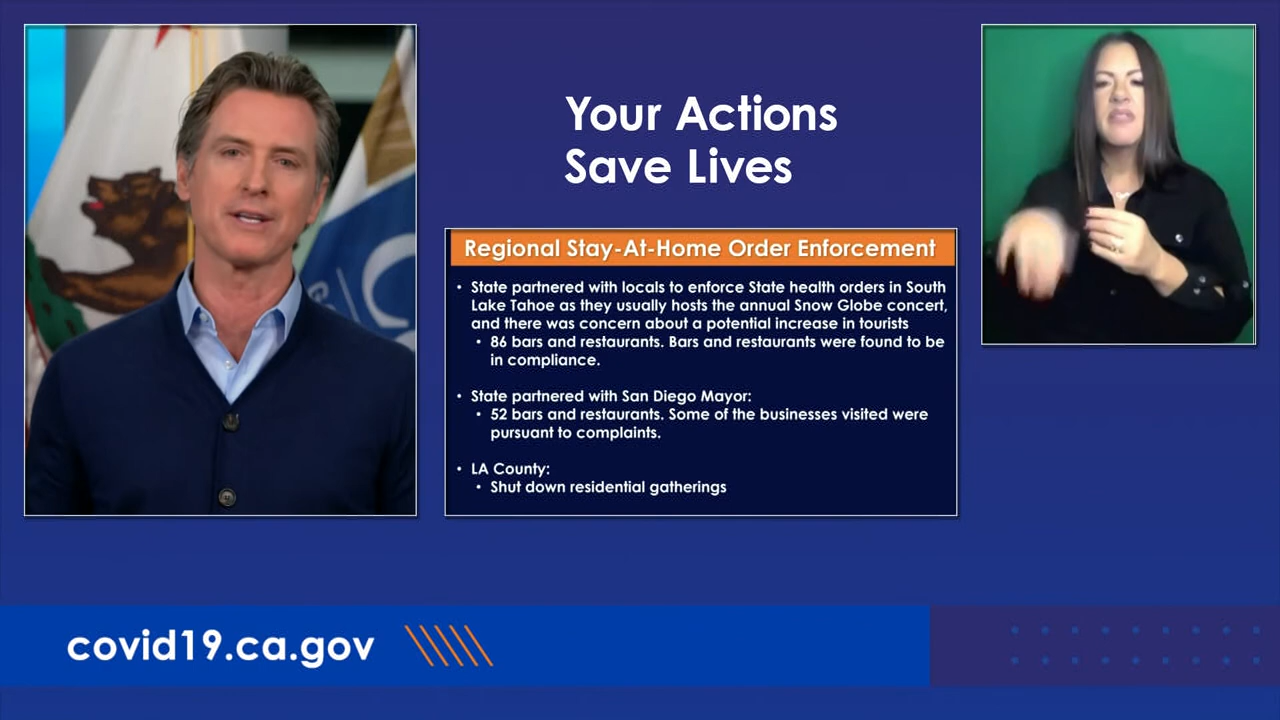 Your Actions
Save Lives
Regional Stay-At-Home Order Enforcement
• State partnered with locals to enforce State health orders in South
Lake Tahoe as they usually hosts the annual Snow Globe concert,
and there was concern about a potential increase in tourists
• 86 bars and restaurants. Bars and restaurants were found to be
in compliance.
• State partnered with San Diego Mayor:
• 52 bars and restaurants. Some of the businesses visited were
pursuant to complaints.
• LA County:
• Shut down residential gatherings
covid19.ca.gov